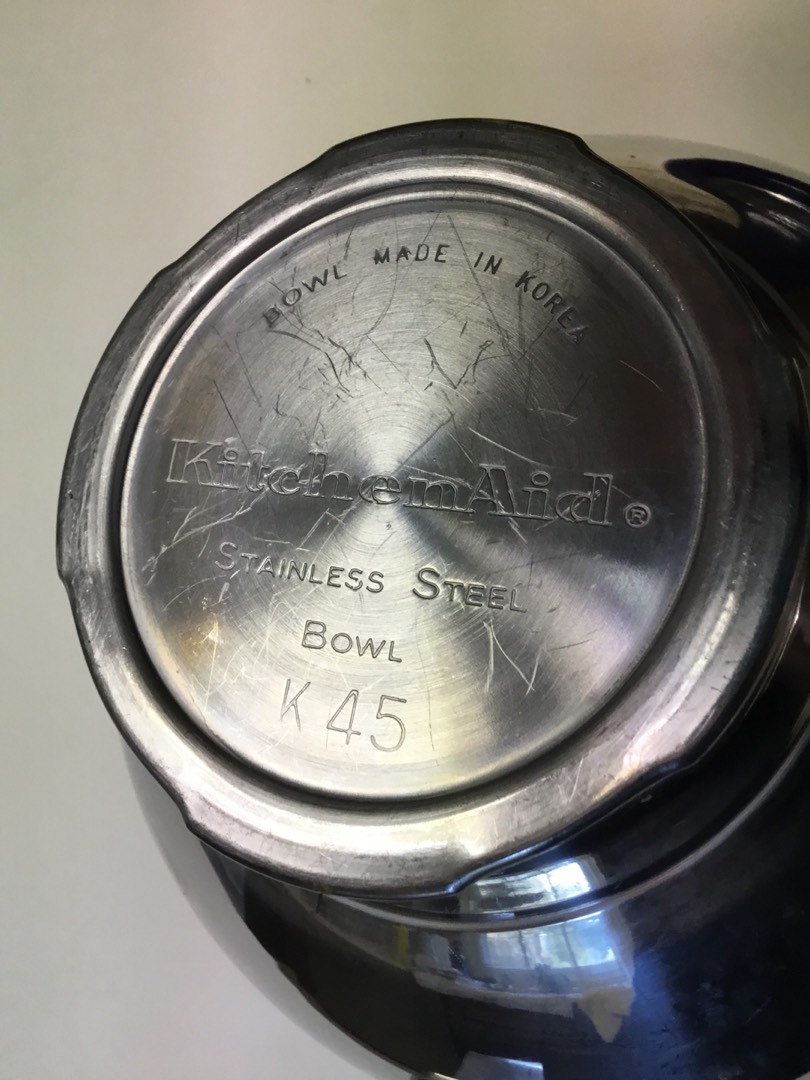 BOWL MADE IN KOREA
KitchenAid®
STAINLESS STEEL
BOWL
K45